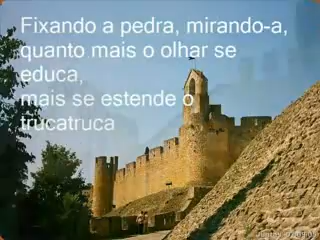 Fixando a pedra, mirando-a,
quanto mais o olhar se
educa,
mais se estende o
trucatruca